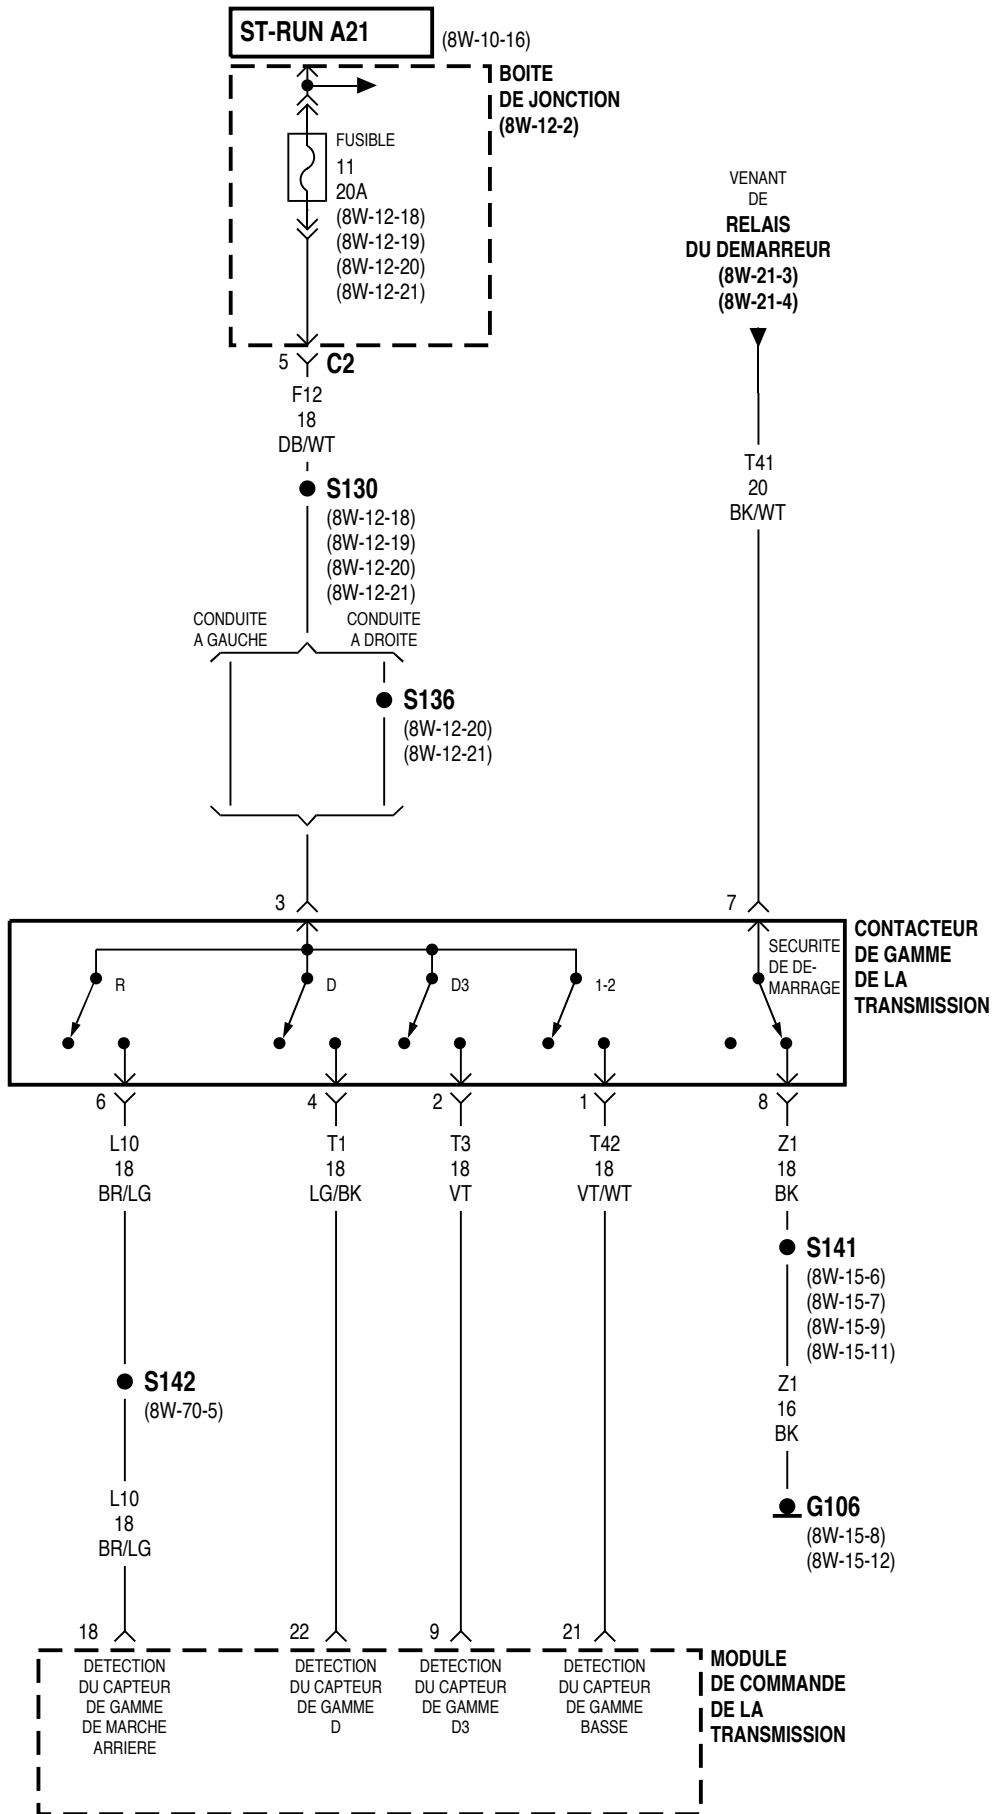 ST-RUN A21
(8W-10-16)
BOITE
DE JONCTION
(8W-12-2)
FUSIBLE
11
20A
(8W-12-18)
(8W-12-19)
(8W-12-20)
(8W-12-21)
VENANT
DE
RELAIS
DU DEMARREUR
(8W-21-3)
(8W-21-4)
5
C2
F12
18
DB/WT
T41
20
BK/WT
S130
(8W-12-18)
(8W-12-19)
(8W-12-20)
(8W-12-21)
CONDUITE
A GAUCHE
CONDUITE
A DROITE
S136
(8W-12-20)
(8W-12-21)
3
7
CONTACTEUR
DE GAMME
DE LA
TRANSMISSION
R
D
D3
1-2
SECURITE
DE DE-
MARRAGE
6
4
2
1
8
L10
18
BR/LG
T1
18
LG/BK
T3
18
VT
T42
18
VT/WT
Z1
18
BK
S141
(8W-15-6)
(8W-15-7)
(8W-15-9)
(8W-15-11)
S142
(8W-70-5)
Z1
16
BK
L10
18
BR/LG
G106
(8W-15-8)
(8W-15-12)
18
22
9
21
DETECTION
DU CAPTEUR
DE GAMME
DE MARCHE
ARRIERE
DETECTION
DU CAPTEUR
DE GAMME
D
DETECTION
DU CAPTEUR
DE GAMME
D3
DETECTION
DU CAPTEUR
DE GAMME
BASSE
MODULE
DE COMMANDE
DE LA
TRANSMISSION